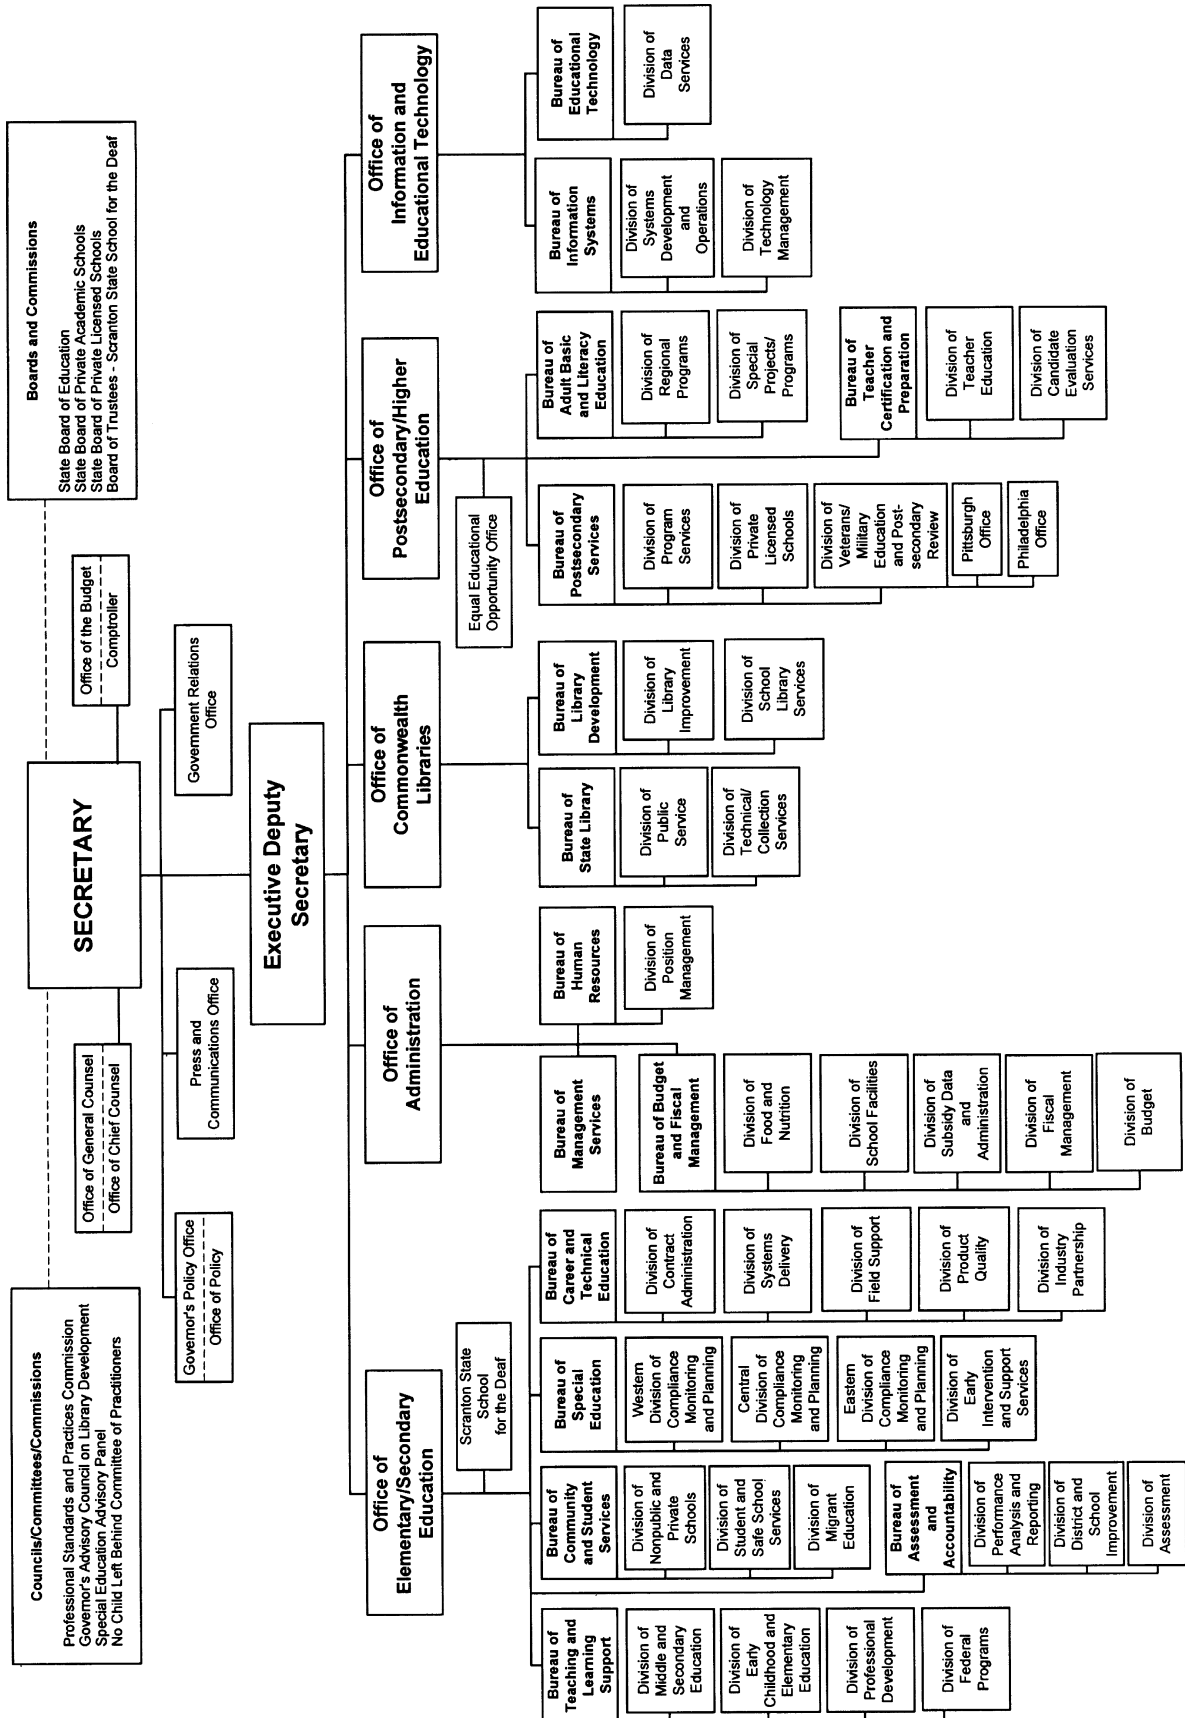 Councils/Committees/Commissions
Professional Standards and Practices Commission
Governor's Advisory Council on Library Development
Special Education Advisory Panel
No Child Left Behind Committee of Practitioners
SECRETARY
Boards and Commissions
State Board of Education
State Board of Private Academic Schools
State Board of Private Licensed Schools
Board of Trustees - Scranton State School for the Deaf
Office of General Counsel
Office of Chief Counsel
Office of the Budget
Comptroller
Governor's Policy Office
Office of Policy
Press and
Communications Office
Government Relations
Office
Executive Deputy
Secretary
Office of
Elementary/Secondary
Education
Office of
Administration
Office of
Commonwealth
Libraries
Office of
Postsecondary/Higher
Education
Office of
Information and
Educational Technology
Scranton State
School
for the Deaf
Equal Educational
Opportunity Office
Bureau of
Teaching and
Learning
Support
Division of
Middle and
Secondary
Education
Division of
Early
Childhood and
Elementary
Education
Division of
Professional
Development
Division of
Federal
Programs
Bureau of
Community
and Student
Services
Division of
Nonpublic and
Private
Schools
Division of
Student and
Safe School
Services
Division of
Migrant
Education
Bureau of
Assessment
and
Accountability
Division of
Performance
Analysis and
Reporting
Division of
District and
School
Improvement
Division of
Assessment
Bureau of
Special
Education
Western
Division of
Compliance
Monitoring
and Planning
Central
Division of
Compliance
Monitoring
and Planning
Eastern
Division of
Compliance
Monitoring
and Planning
Division of
Early
Intervention
and Support
Services
Bureau of
Career and
Technical
Education
Division of
Contract
Administration
Division of
Systems
Delivery
Division of
Field Support
Division of
Product
Quality
Division of
Industry
Partnership
Bureau of
Management
Services
Bureau of Budget
and Fiscal
Management
Division of
Food and
Nutrition
Division of
School Facilities
Division of
Subsidy Data
and
Administration
Division of
Fiscal
Management
Division of
Budget
Bureau of
Human
Resources
Division of
Position
Management
Bureau of
State Library
Division of
Public
Service
Division of
Technical/
Collection
Services
Bureau of
Library
Development
Division of
Library
Improvement
Division of
School
Library
Services
Bureau of
Postsecondary
Services
Division of
Program
Services
Division of
Private
Licensed
Schools
Division of
Veterans/
Military
Education
and Post-
secondary
Review
Pittsburgh
Office
Philadelphia
Office
Bureau of
Adult Basic
and Literacy
Education
Division of
Regional
Programs
Division of
Special
Projects/
Programs
Bureau of
Teacher
Certification and
Preparation
Division of
Teacher
Education
Division of
Candidate
Evaluation
Services
Bureau of
Information
Systems
Division of
Systems
Development
and
Operations
Division of
Technology
Management
Bureau of
Educational
Technology
Division of
Data
Services